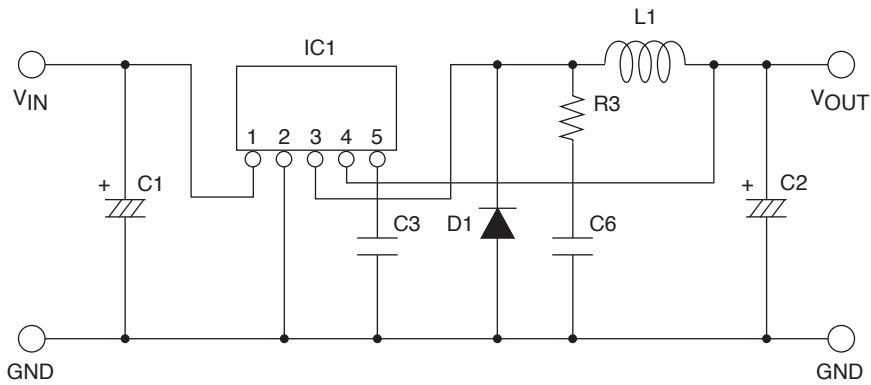 L1
IC1
VIN
VOUT
R3
1 2 3 4 5
+ C1
C3
D1
C6
+ C2
GND
GND